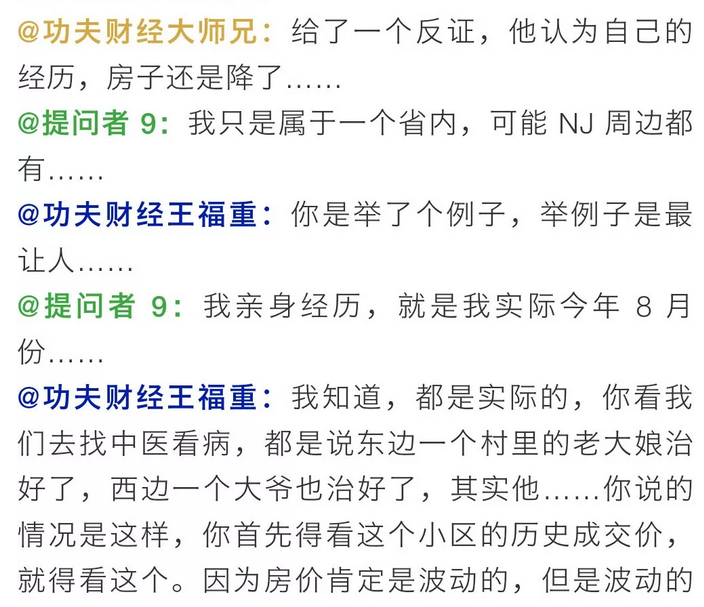 @功夫财经大师兄：给了一个反证，他认为自己的
经历，房子还是降了……
@提问者 9：我只是属于一个省内，可能 NJ 周边都
有……
@功夫财经王福重：你是举了个例子，举例子是最
让人……
@提问者 9：我亲身经历，就是我实际今年 8 月
份……
@功夫财经王福重：我知道，都是实际的，你看我
们去找中医看病，都是说东边一个村里的老大娘治
好了，西边一个大爷也治好了，其实他……你说的
情况是这样，你首先得看这个小区的历史成交价，
就得看这个。因为房价肯定是波动的，但是波动的